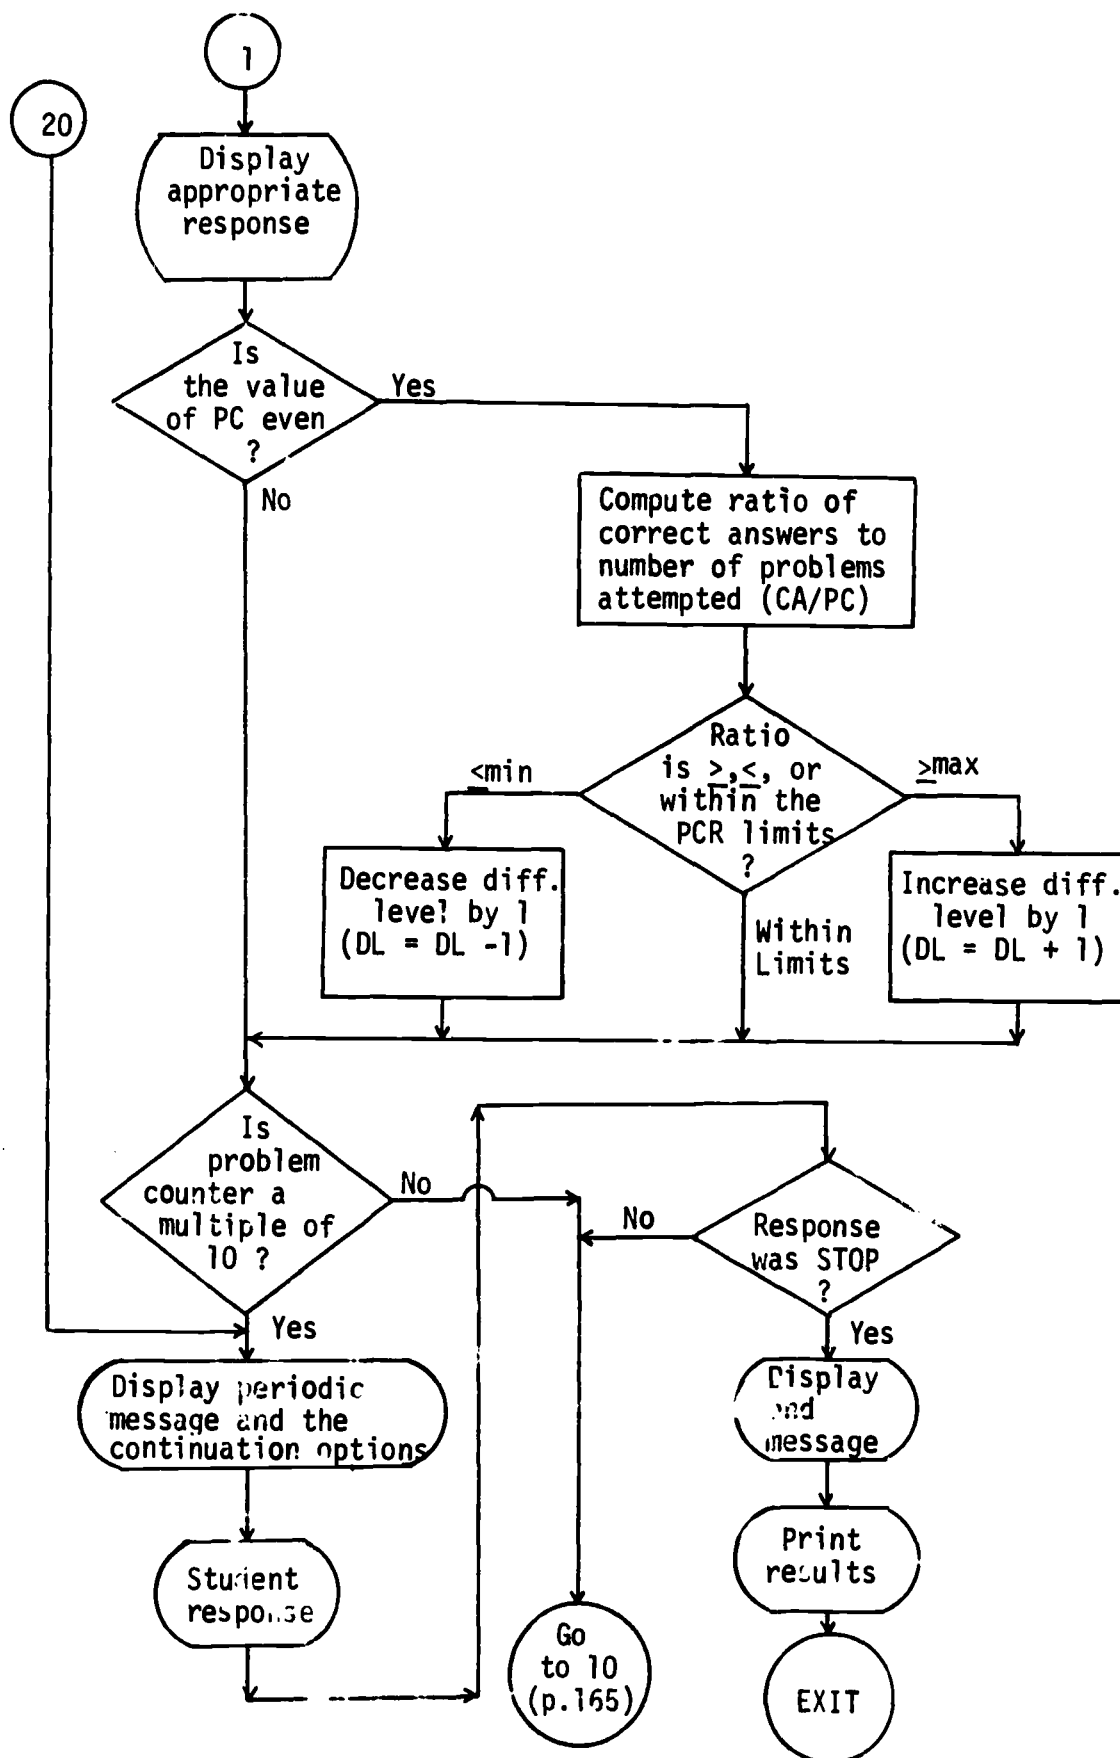 1
20
Display
appropriate
response
Is
the value
of PC even
?
Yes
No
Compute ratio of
correct answers to
number of problems
attempted (CA/PC)
Ratio
is ≥,≤, or
within the
PCR limits
?
≤min
≥max
Decrease diff.
level by 1
(DL = DL -1)
Within
Limits
Increase diff.
level by 1
(DL = DL + 1)
Is
problem
counter a
multiple of
10 ?
No
Yes
No
Response
was STOP
?
Yes
Display periodic
message and the
continuation options
Display
end
message
Student
response
Print
results
Go
to 10
(p.165)
EXIT